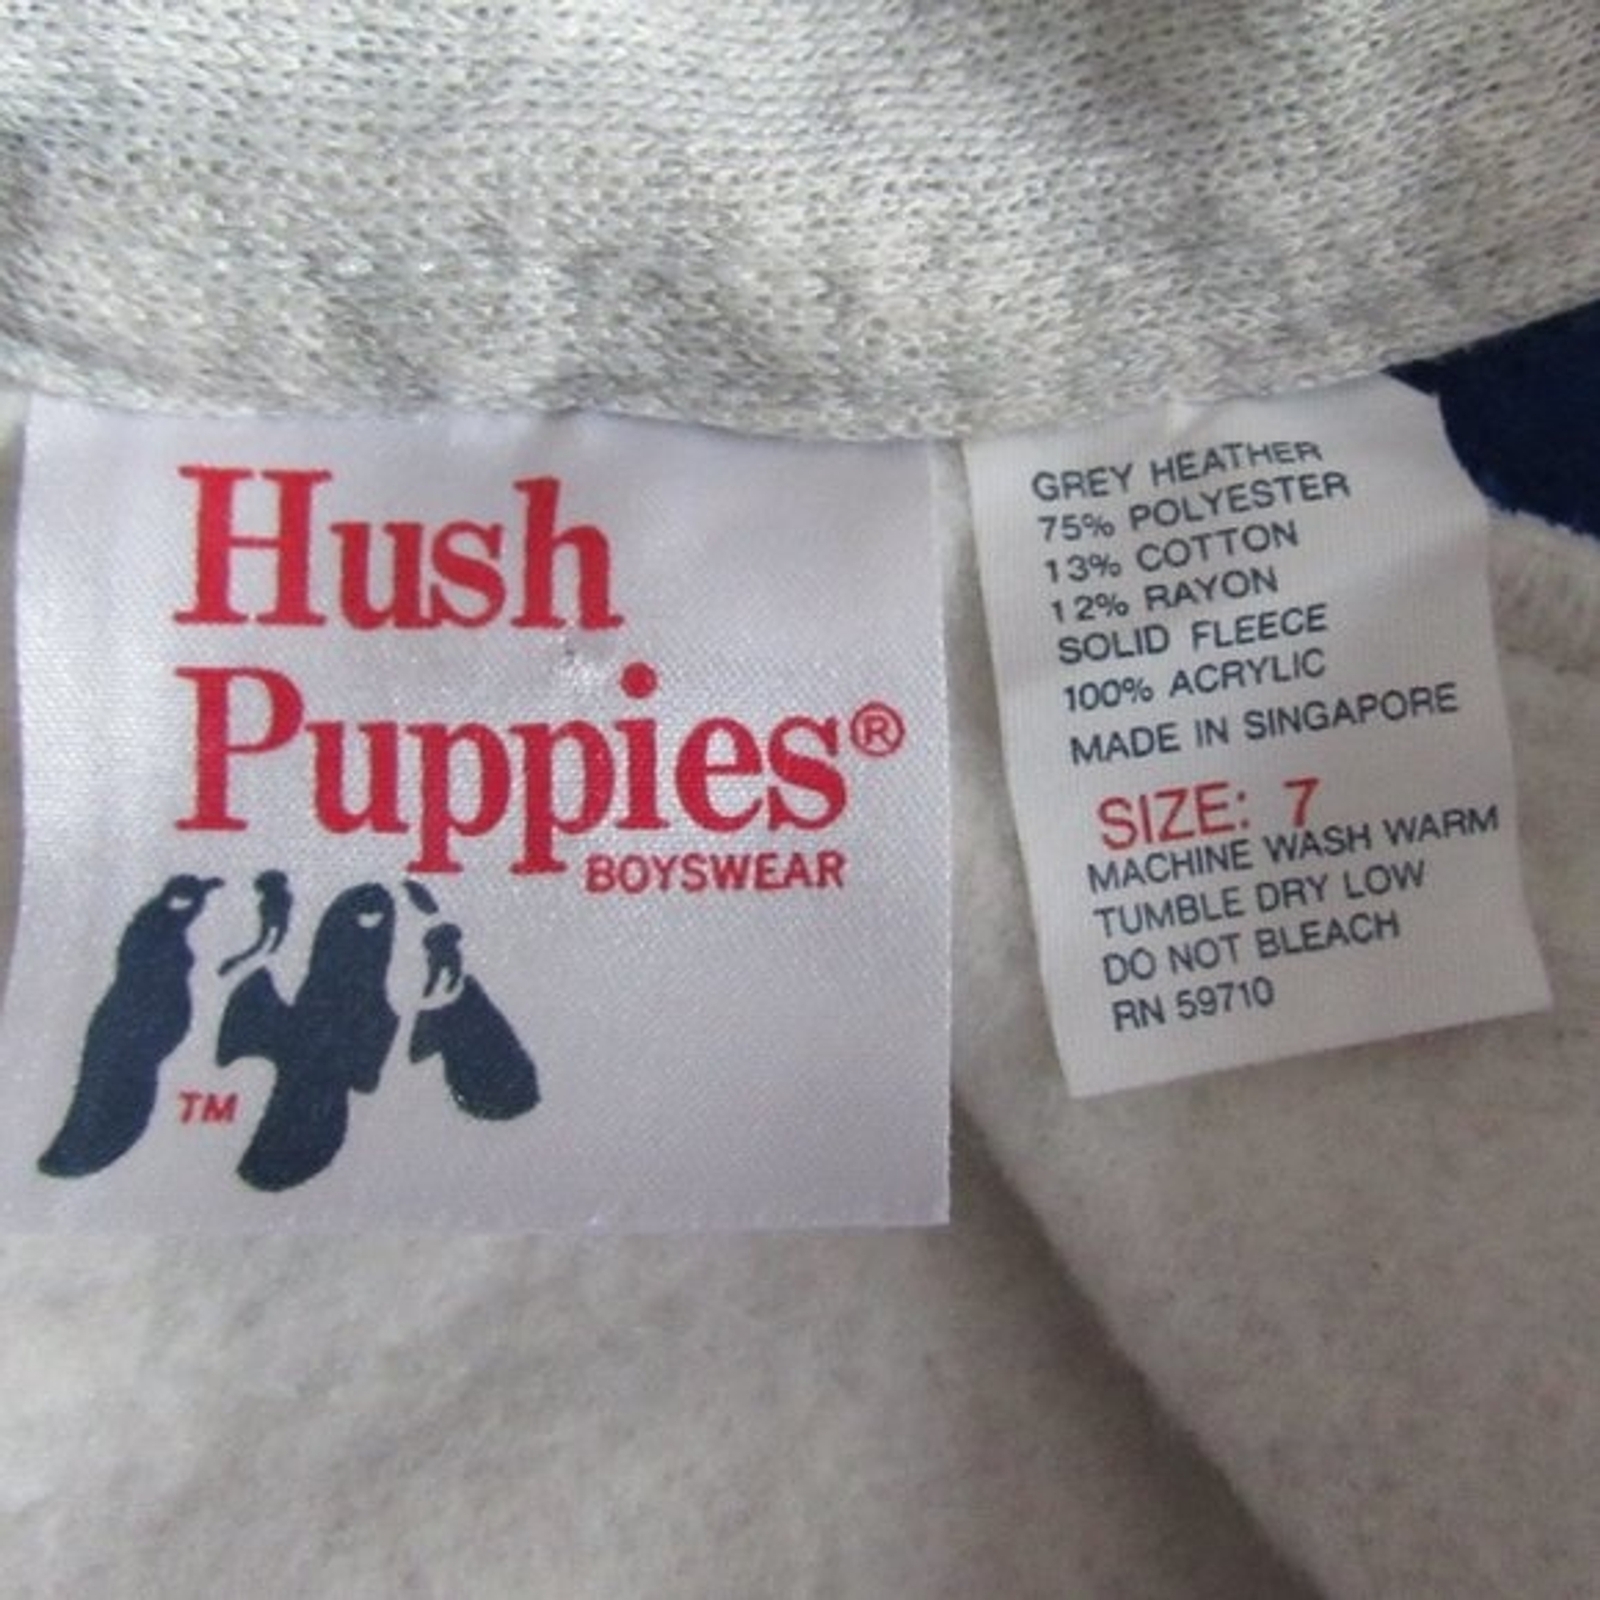 Hush
Puppies®
BOYSWEAR
TM
GREY HEATHER
75% POLYESTER
13% COTTON
12% RAYON
SOLID FLEECE
100% ACRYLIC
MADE IN SINGAPORE
SIZE: 7
MACHINE WASH WARM
TUMBLE DRY LOW
DO NOT BLEACH
RN 59710